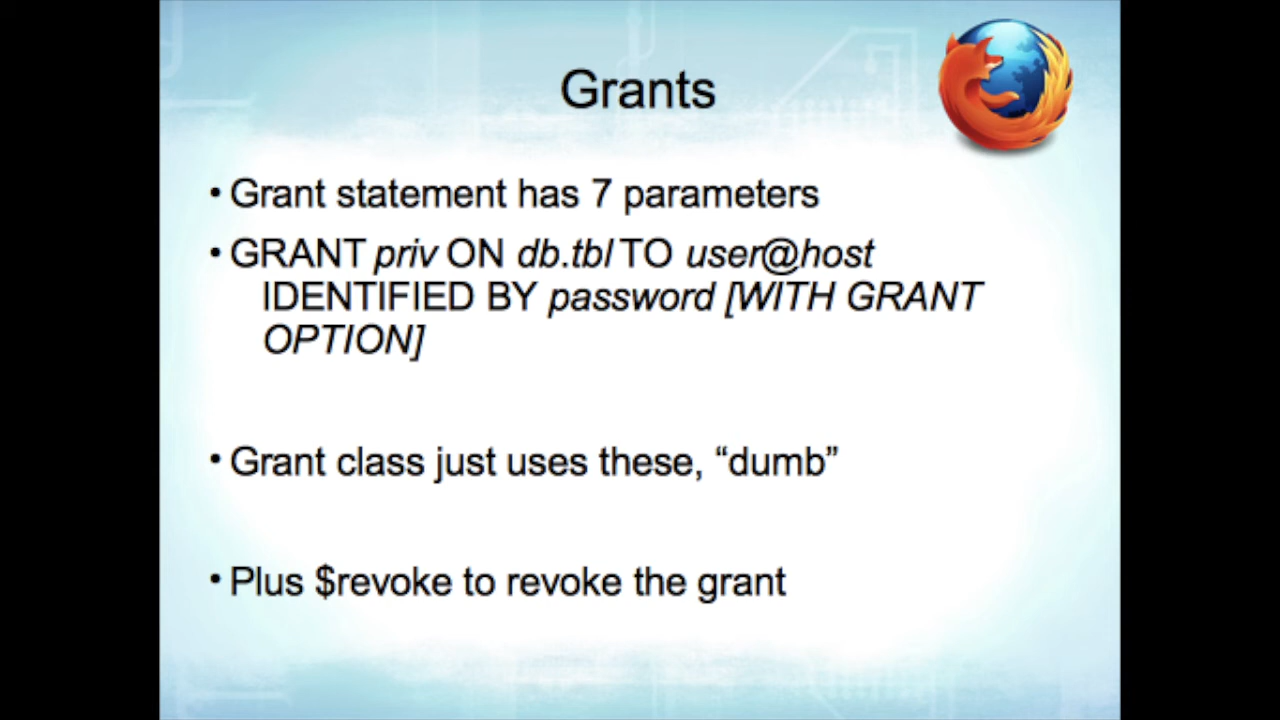 Grants
• Grant statement has 7 parameters
• GRANT priv ON db.tbl TO user@host
IDENTIFIED BY password [WITH GRANT
OPTION]
• Grant class just uses these, “dumb”
• Plus $revoke to revoke the grant